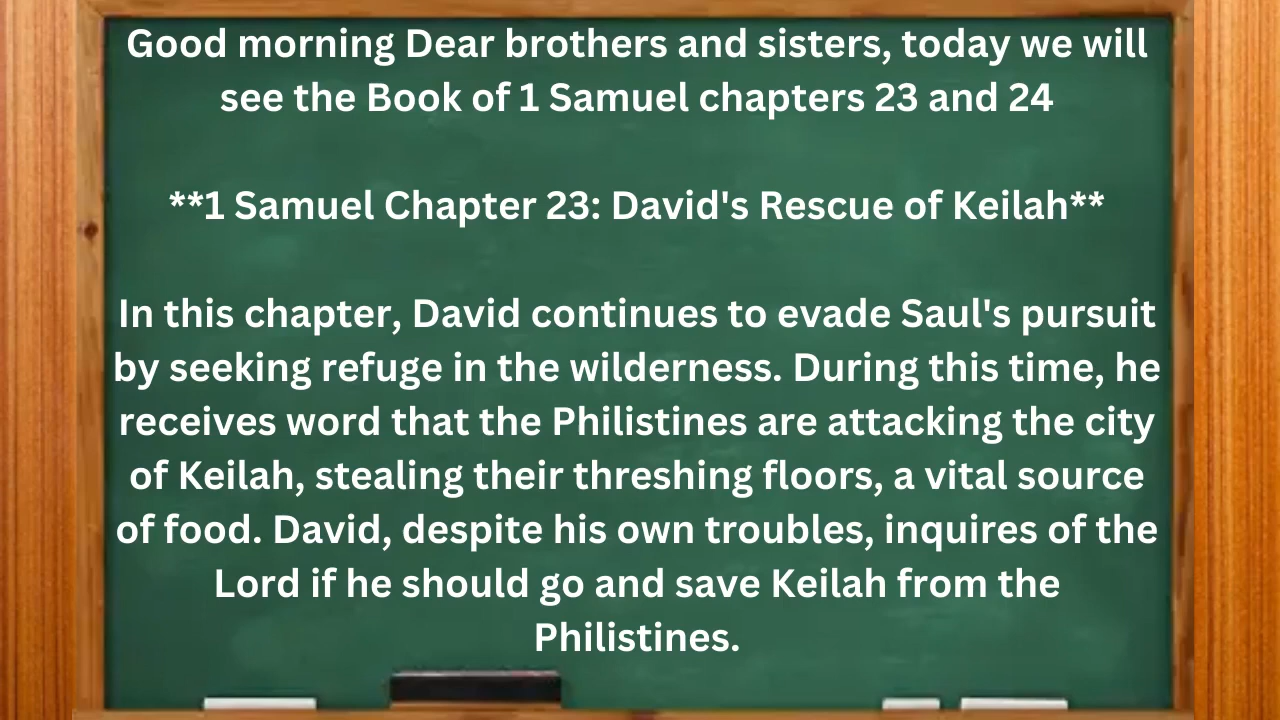 Good morning Dear brothers and sisters, today we will
see the Book of 1 Samuel chapters 23 and 24
**1 Samuel Chapter 23: David's Rescue of Keilah**
In this chapter, David continues to evade Saul's pursuit
by seeking refuge in the wilderness. During this time, he
receives word that the Philistines are attacking the city
of Keilah, stealing their threshing floors, a vital source
of food. David, despite his own troubles, inquires of the
Lord if he should go and save Keilah from the
Philistines.